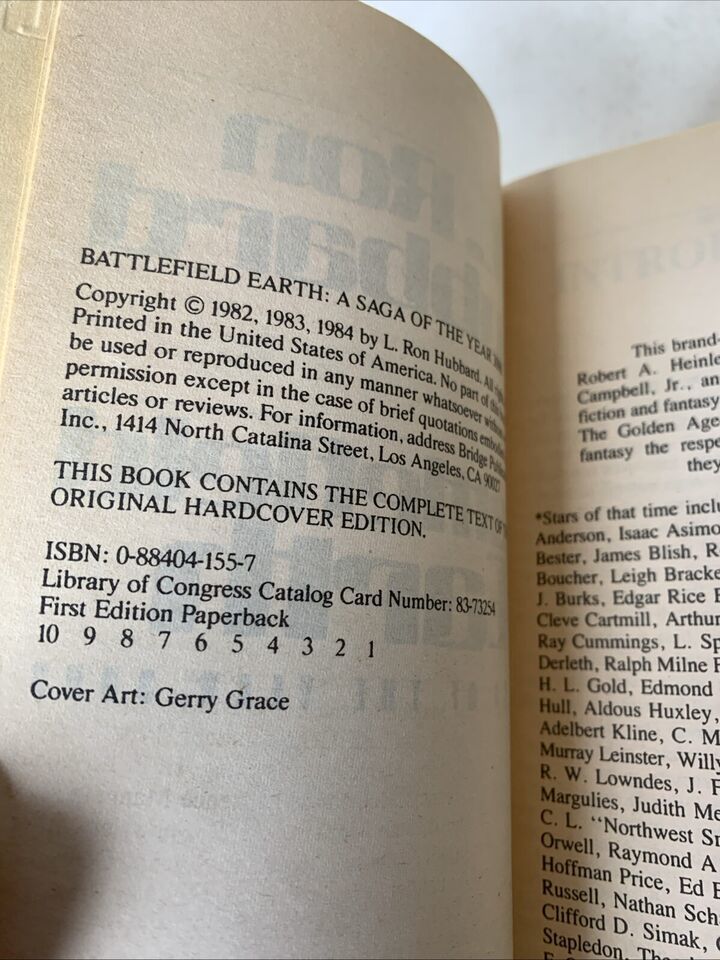 BATTLEFIELD EARTH: A SAGA OF THE YEAR
Copyright © 1982, 1983, 1984 by L. Ron Hubbard. All
Printed in the United States of America. No part of this
be used or reproduced in any manner whatsoever without
permission except in the case of brief quotations
articles or reviews. For information, address Bridge
Inc., 1414 North Catalina Street, Los Angeles, CA 90027
THIS BOOK CONTAINS THE COMPLETE TEXT OF
ORIGINAL HARDCOVER EDITION.
ISBN: 0-88404-155-7
Library of Congress Catalog Card Number: 83-73254
First Edition Paperback
10 9 8 7 6 5 4 3 2 1
Cover Art: Gerry Grace
This brand-
Robert A.
Campbell, Jr., an
fiction and fantasy
The Golden Age
fantasy the
they
*Stars of that time
Anderson, Isaac
Bester, James Blish, R
Boucher, Leigh
J. Burks, Edgar Rice
Cleve Cartmill, Arthur
Ray Cummings, L. Sp
Derleth, Ralph Milne F
H. L. Gold, Edmond
Hull, Aldous Huxley,
Adelbert Kline, C. M
Murray Leinster, Willy
R. W. Lowndes, J. F
Margulies, Judith Me
C. L. "Northwest
Orwell, Raymond A
Hoffman Price, Ed E
Russell, Nathan Sch
Clifford D. Simak,
Stapledon,